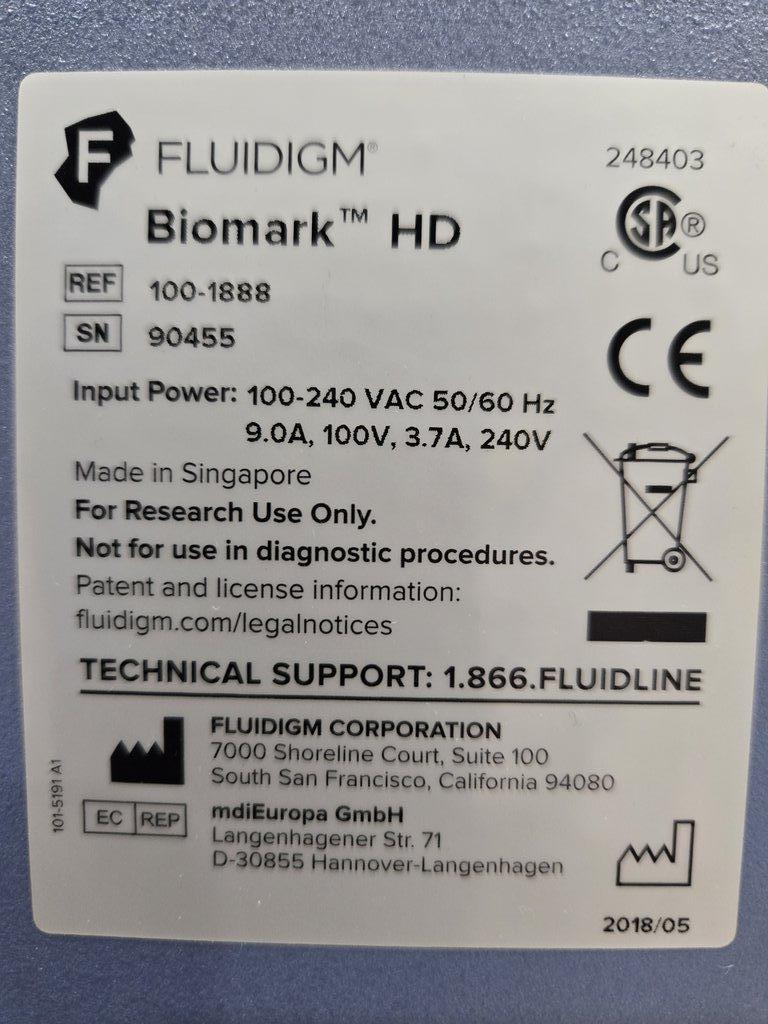 F FLUIDIGM®
248403
Biomark™ HD
CSA®
C US
REF 100-1888
SN 90455
CE
Input Power: 100-240 VAC 50/60 Hz
9.0A, 100V, 3.7A, 240V
Made in Singapore
For Research Use Only.
Not for use in diagnostic procedures.
Patent and license information:
fluidigm.com/legalnotices
TECHNICAL SUPPORT: 1.866.FLUIDLINE
FLUIDIGM CORPORATION
7000 Shoreline Court, Suite 100
South San Francisco, California 94080
101-5191 A1
EC REP mdiEuropa GmbH
Langenhagener Str. 71
D-30855 Hannover-Langenhagen
2018/05